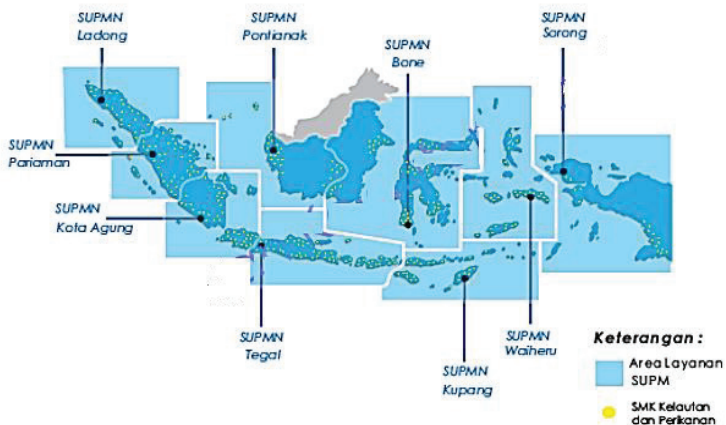 SUPMN
Ladong
SUPMN
Pontianak
SUPMN
Bone
SUPMN
Sorong
SUPMN
Pariaman
SUPMN
Kota Agung
SUPMN
Tegal
SUPMN
Kupang
SUPMN
Waiheru
Keterangan :
Area Layanan
SUPM
SMK Kelautan
dan Perikanan